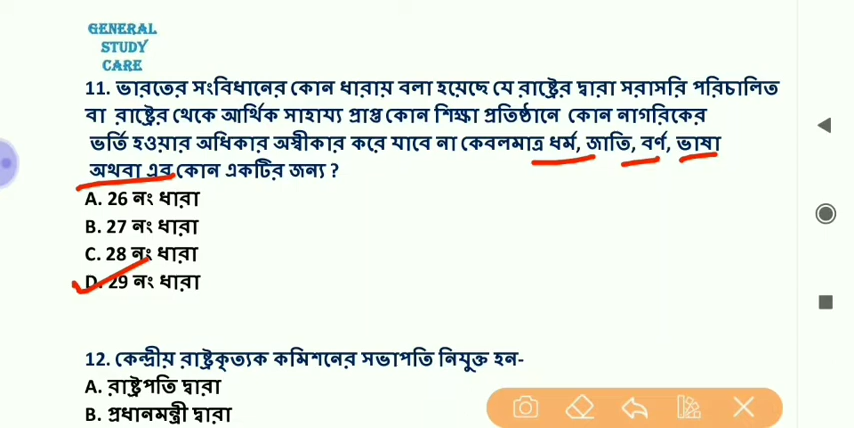 GENERAL
STUDY
CARE
11. ভারতের সংবিধানের কোন ধারায় বলা হয়েছে যে রাষ্ট্রের দ্বারা সরাসরি পরিচালিত
বা রাষ্ট্রের থেকে আর্থিক সাহায্য প্রাপ্ত কোন শিক্ষা প্রতিষ্ঠানে কোন নাগরিকের
ভর্তি হওয়ার অধিকার অস্বীকার করে যাবে না কেবলমাত্র ধর্ম, জাতি, বর্ণ, ভাষা
অথবা এর কোন একটির জন্য ?
A. 26 নং ধারা
B. 27 নং ধারা
C. 28 নং ধারা
D. 29 নং ধারা
12. কেন্দ্রীয় রাষ্ট্রকৃত্যক কমিশনের সভাপতি নিযুক্ত হন-
A. রাষ্ট্রপতি দ্বারা
B. প্রধানমন্ত্রী দ্বারা